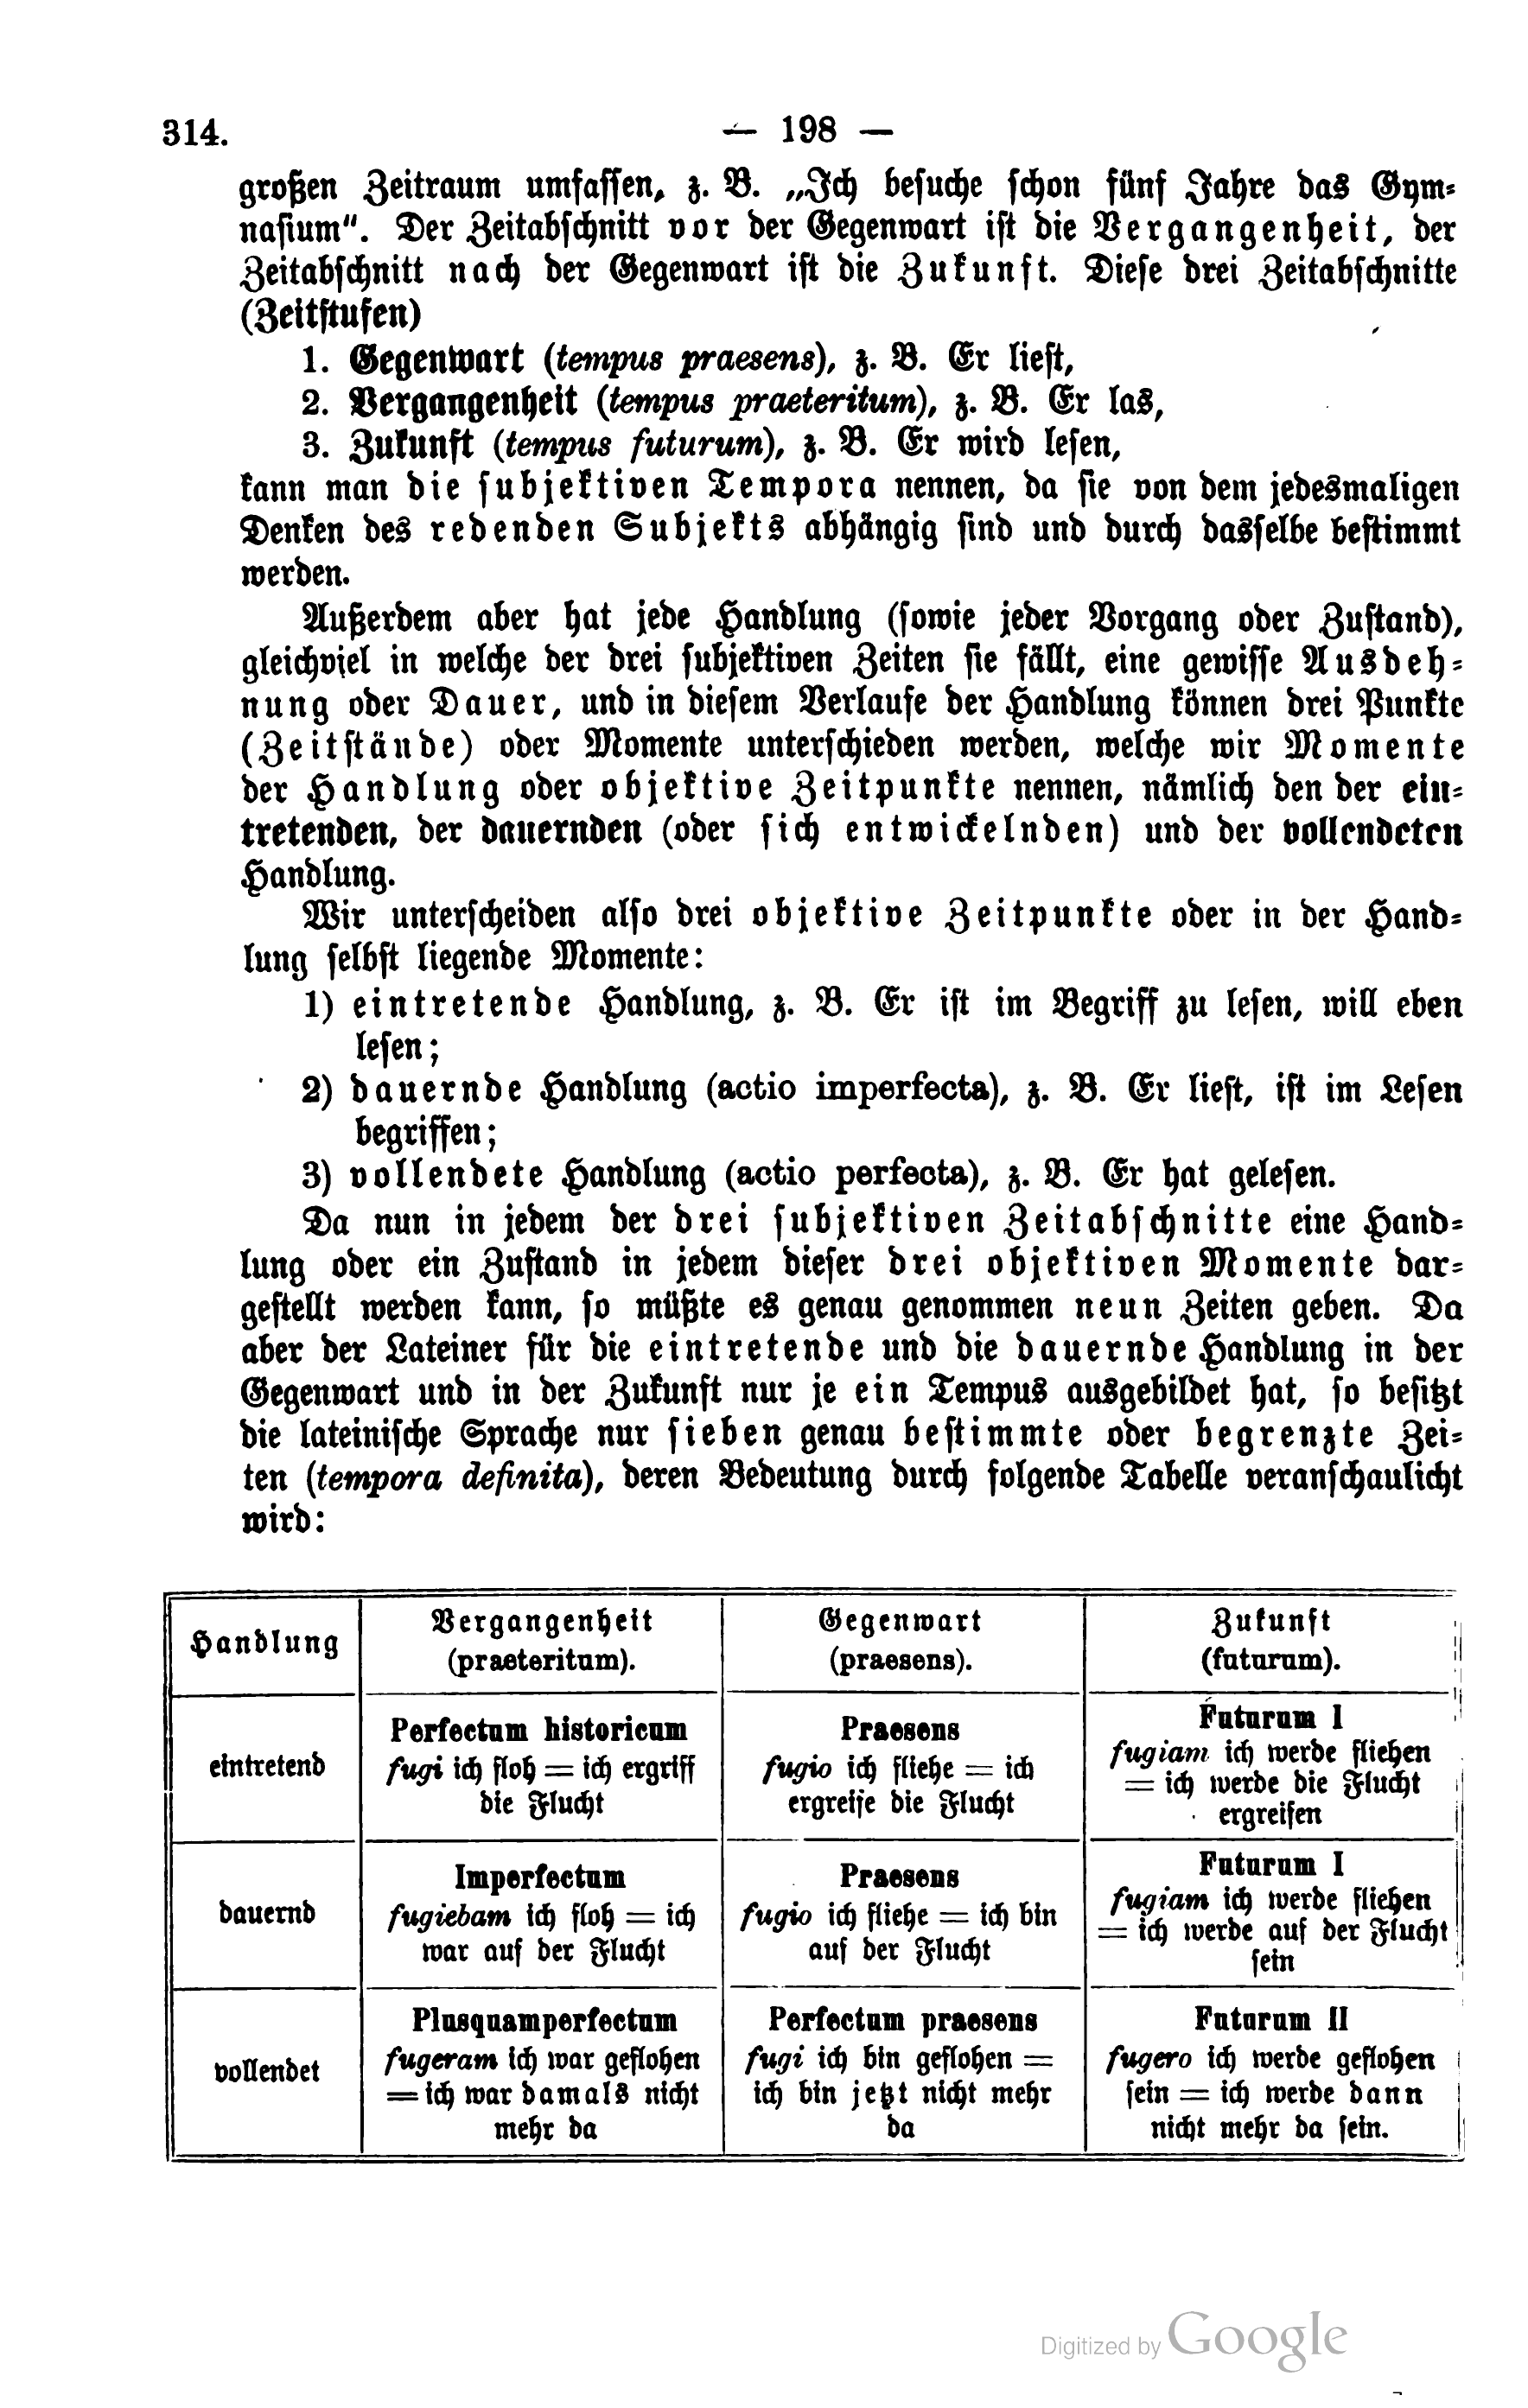 314.
— 198 —
großen Zeitraum umfassen, z. B. „Ich besuche schon fünf Jahre das Gym-
nasium“. Der Zeitabschnitt vor der Gegenwart ist die Vergangenheit, der
Zeitabschnitt nach der Gegenwart ist die Zukunft. Diese drei Zeitabschnitte
(Zeitstufen)
1. Gegenwart (tempus praesens), z. B. Er liest,
2. Vergangenheit (tempus praeteritum), z. B. Er las,
3. Zukunft (tempus futurum), z. B. Er wird lesen,
kann man die subjektiven Tempora nennen, da sie von dem jedesmaligen
Denken des redenden Subjekts abhängig sind und durch dasselbe bestimmt
werden.
Außerdem aber hat jede Handlung (sowie jeder Vorgang oder Zustand),
gleichviel in welche der drei subjektiven Zeiten sie fällt, eine gewisse Ausdeh-
nung oder Dauer, und in diesem Verlaufe der Handlung können drei Punkte
(Zeitstände) oder Momente unterschieden werden, welche wir Momente
der Handlung oder objektive Zeitpunkte nennen, nämlich den der ein-
tretenden, der dauernden (oder sich entwickelnden) und der vollendeten
Handlung.
Wir unterscheiden also drei objektive Zeitpunkte oder in der Hand-
lung selbst liegende Momente:
1) eintretende Handlung, z. B. Er ist im Begriff zu lesen, will eben
lesen;
2) dauernde Handlung (actio imperfecta), z. B. Er liest, ist im Lesen
begriffen;
3) vollendete Handlung (actio perfecta), z. B. Er hat gelesen.
Da nun in jedem der drei subjektiven Zeitabschnitte eine Hand-
lung oder ein Zustand in jedem dieser drei objektiven Momente dar-
gestellt werden kann, so müßte es genau genommen neun Zeiten geben. Da
aber der Lateiner für die eintretende und die dauernde Handlung in der
Gegenwart und in der Zukunft nur je ein Tempus ausgebildet hat, so besitzt
die lateinische Sprache nur sieben genau bestimmte oder begrenzte Zei-
ten (tempora definita), deren Bedeutung durch folgende Tabelle veranschaulicht
wird:
Handlung
Vergangenheit
(praeteritum).
Gegenwart
(praesens).
Zukunft
(futurum).
eintretend
Perfectum historicum
fugi ich floh = ich ergriff
die Flucht
Praesens
fugio ich fliehe = ich
ergreife die Flucht
Futurum I
fugiam ich werde fliehen
= ich werde die Flucht
ergreifen
dauernd
Imperfectum
fugiebam ich floh = ich
war auf der Flucht
Praesens
fugio ich fliehe = ich bin
auf der Flucht
Futurum I
fugiam ich werde fliehen
= ich werde auf der Flucht
sein
vollendet
Plusquamperfectum
fugeram ich war geflohen
= ich war damals nicht
mehr da
Perfectum praesens
fugi ich bin geflohen =
ich bin jetzt nicht mehr
da
Futurum II
fugero ich werde geflohen
sein = ich werde dann
nicht mehr da sein.
Digitized by Google